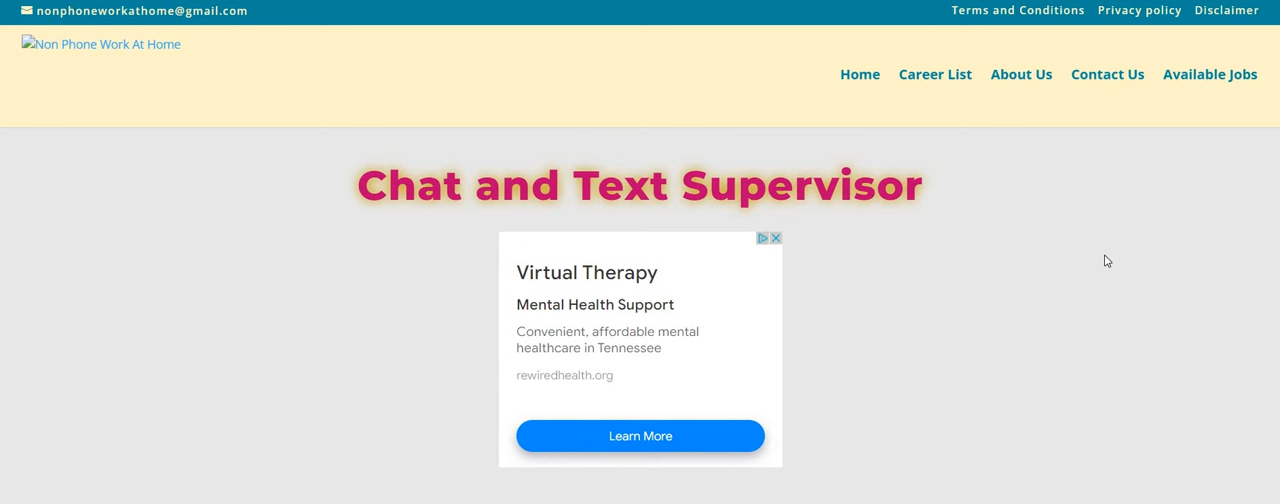 nonphoneworkathome@gmail.com
Terms and Conditions Privacy policy Disclaimer
Non Phone Work At Home
Home Career List About Us Contact Us Available Jobs
Chat and Text Supervisor
Virtual Therapy
Mental Health Support
Convenient, affordable mental
healthcare in Tennessee
rewiredhealth.org
Learn More